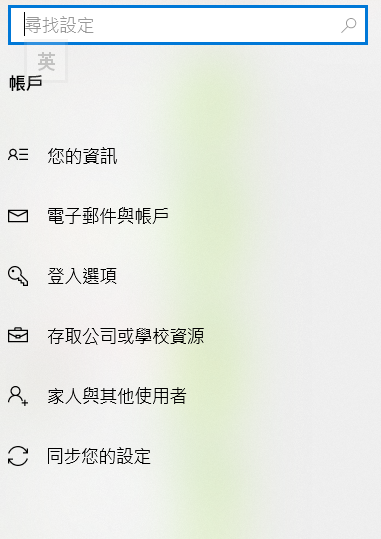 尋找設定
英
帳戶
您的資訊
電子郵件與帳戶
登入選項
存取公司或學校資源
家人與其他使用者
同步您的設定